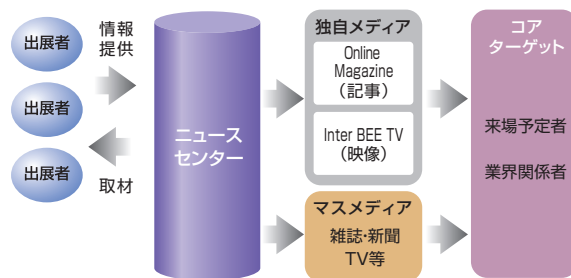 出展者
出展者
出展者
情報
提供
取材
ニュース
センター
独自メディア
Online
Magazine
（記事）
Inter BEE TV
（映像）
マスメディア
雑誌・新聞
TV等
コア
ターゲット
来場予定者
業界関係者